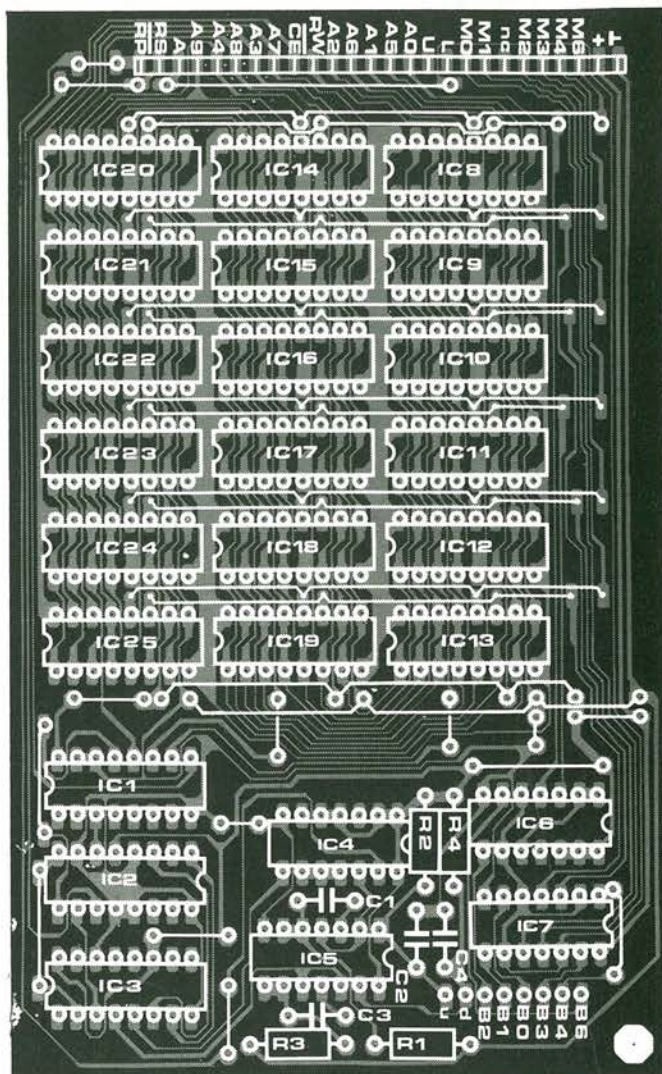 RP
RS
A
A9
A4
A8
A3
A7
CE
RW
A2
A6
A1
A5
A0
U
L
M0
M1
nc
M2
M3
M4
M6
+
IC20 IC14 IC8
IC21 IC15 IC9
IC22 IC16 IC10
IC23 IC17 IC11
IC24 IC18 IC12
IC25 IC19 IC13
IC1
IC4 R2 R4 IC6
IC2
C1
IC7
IC5 C2 C4
IC3
u
d
B2
B1
B0
B3
B4
B6
C3
R3 R1